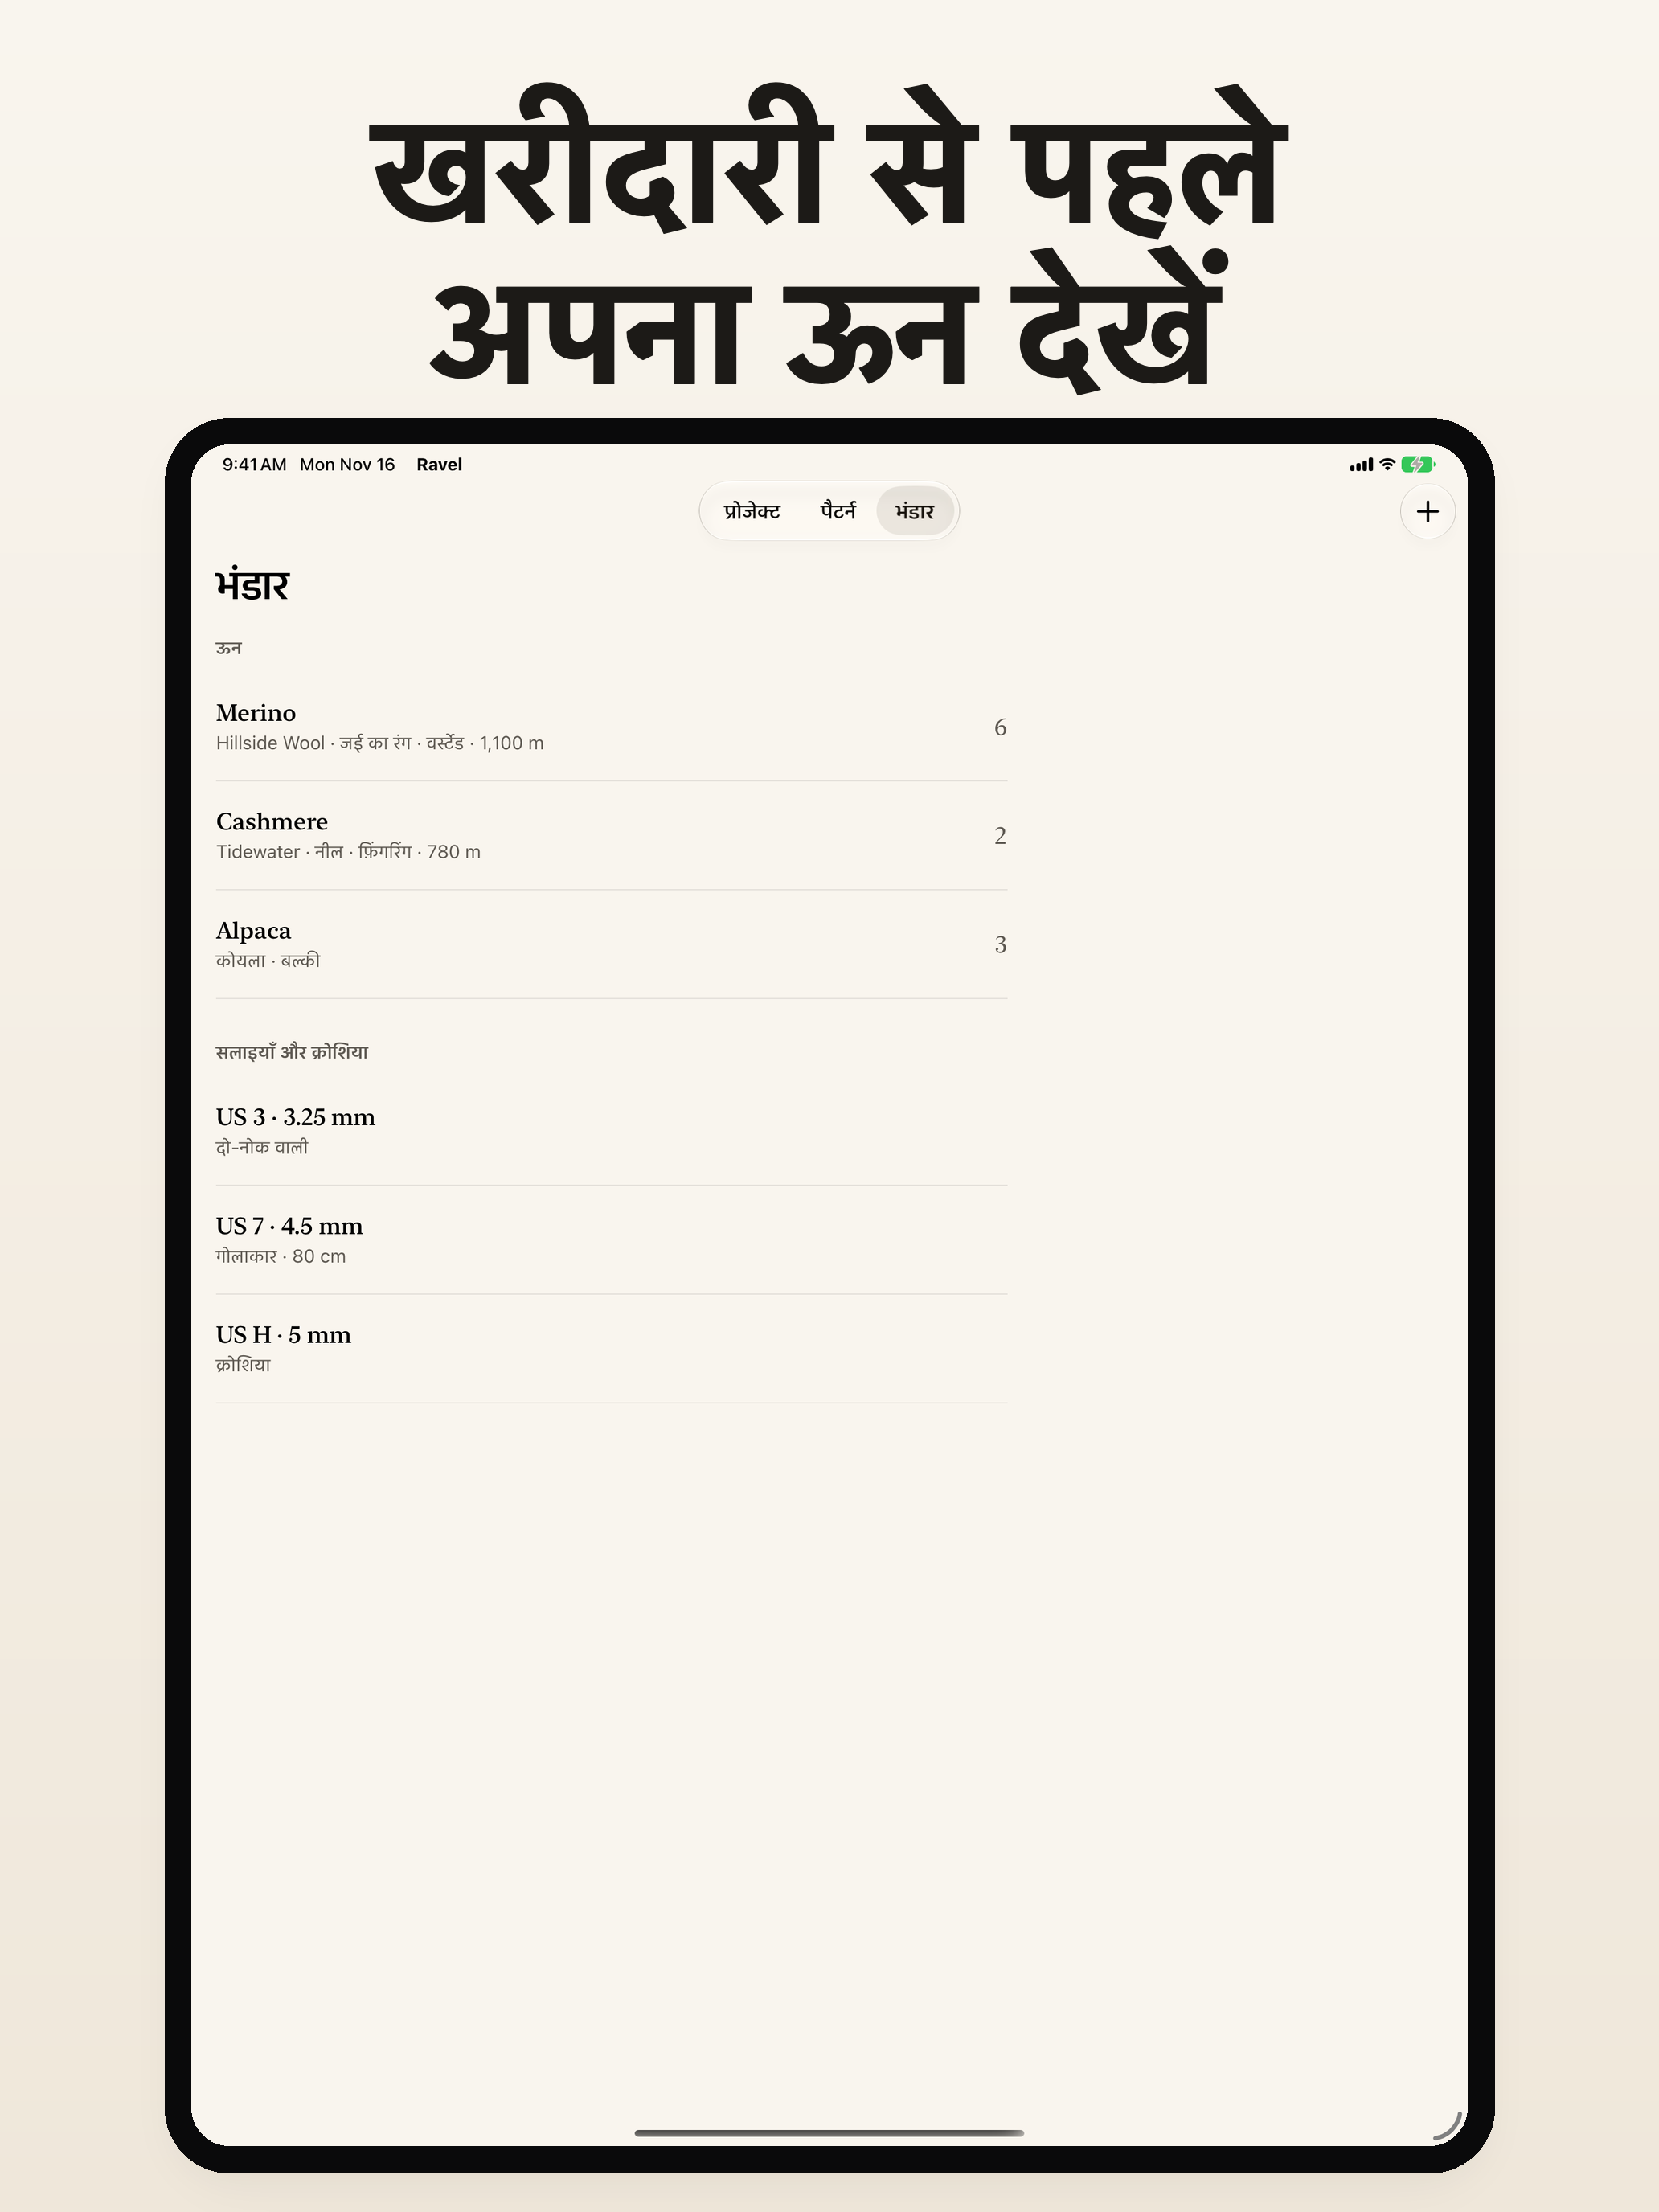 खरीदारी से पहले
अपना ऊन देखें
9:41 AM Mon Nov 16 Ravel
प्रोजेक्ट पैटर्न भंडार
भंडार
ऊन
Merino
Hillside Wool · जई का रंग · वर्स्टेड · 1,100 m
6
Cashmere
Tidewater · नील · फ़िंगरिंग · 780 m
2
Alpaca
कोयला · बल्की
3
सलाइयाँ और क्रोशिया
US 3 · 3.25 mm
दो-नोक वाली
US 7 · 4.5 mm
गोलाकार · 80 cm
US H · 5 mm
क्रोशिया